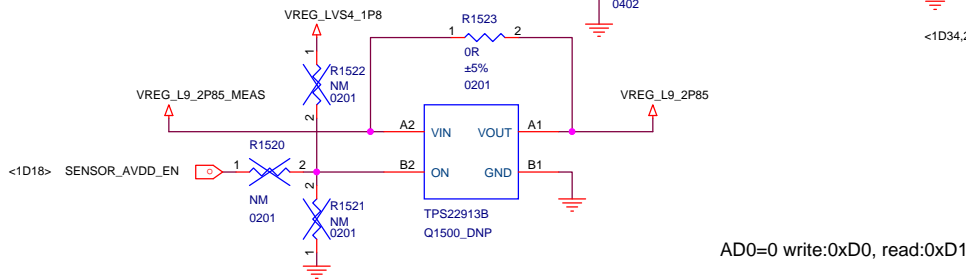 0402
VREG_LVS4_1P8
R1523
1
2
<1D34,2
0R
±5%
0201
1
R1522
NM
0201
2
VREG_L9_2P85_MEAS
VREG_L9_2P85
A2
VIN
VOUT
A1
R1520
<1D18>
SENSOR_AVDD_EN
1
2
B2
ON
GND
B1
NM
0201
2
R1521
NM
0201
1
TPS22913B
Q1500_DNP
AD0=0 write:0xD0, read:0xD1